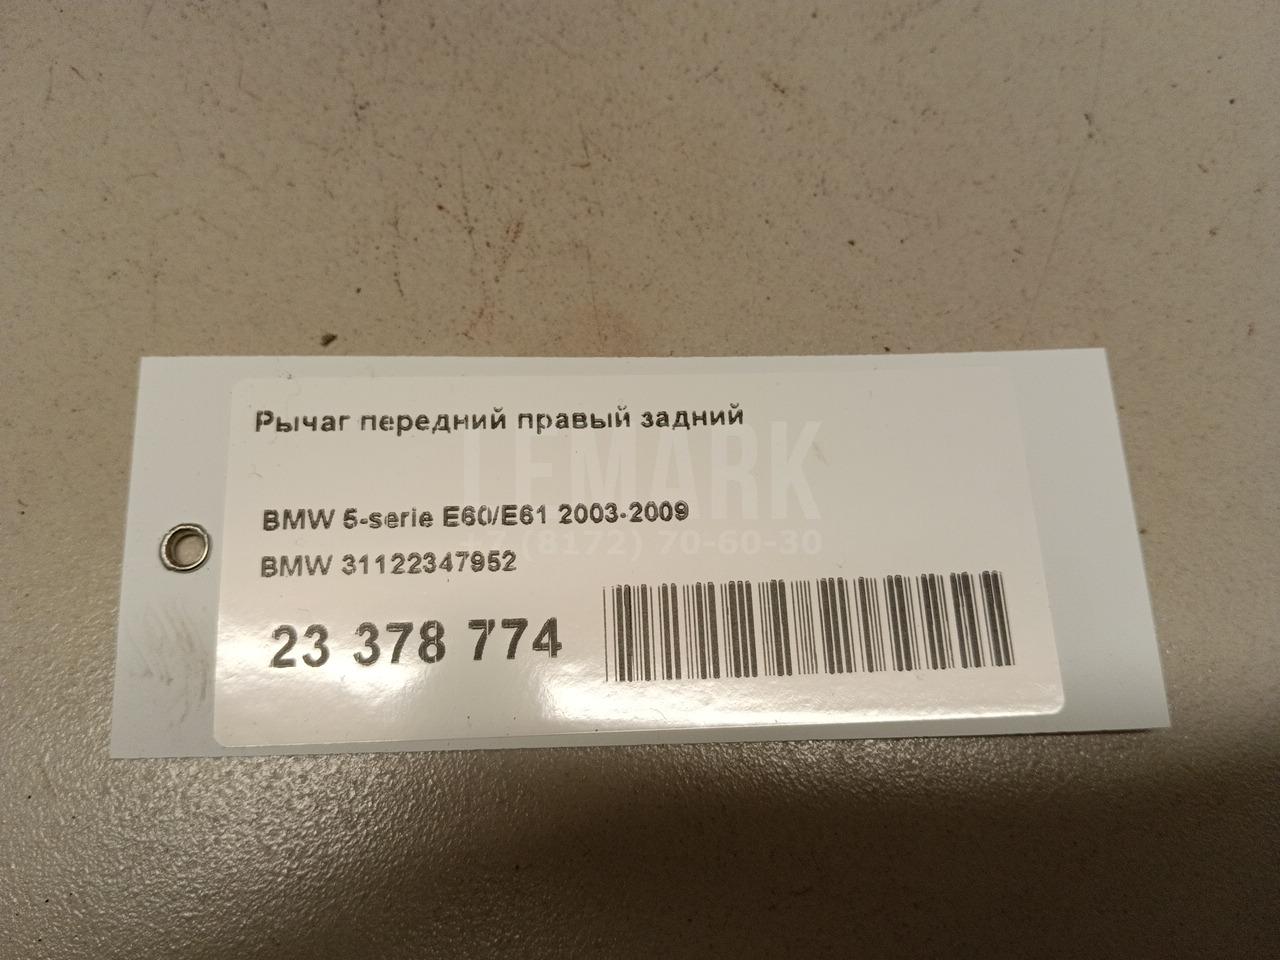 Рычаг передний правый задний
LEMARK
BMW 5-serie E60/E61 2003-2009
+7 (8172) 70-60-30
BMW 31122347952
23 378 774